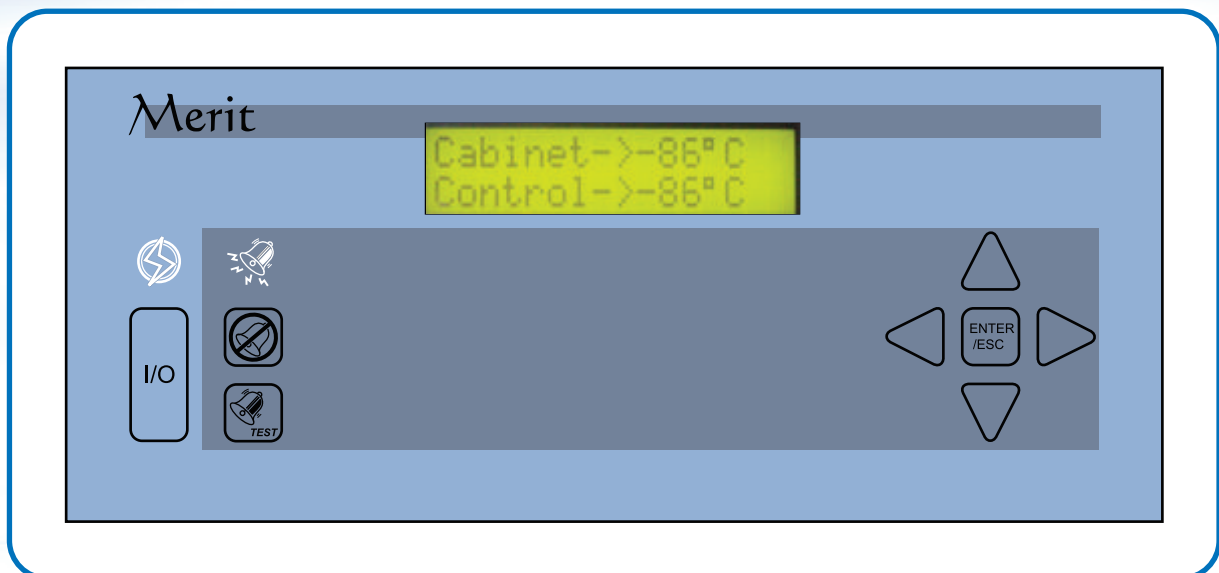 Merit
Cabinet->-86°C
Control->-86°C
I/O
TEST
ENTER
/ESC